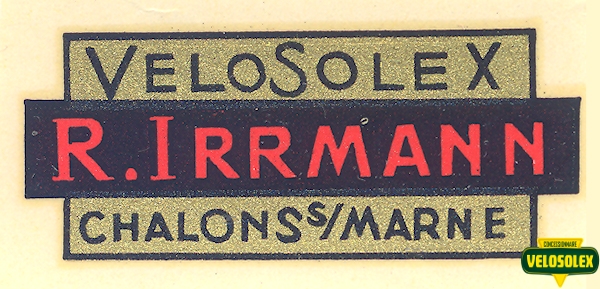 VELOSOLEX
R. IRRMANN
CHALONS S/MARNE
CONCESSIONNAIRE
VELOSOLEX